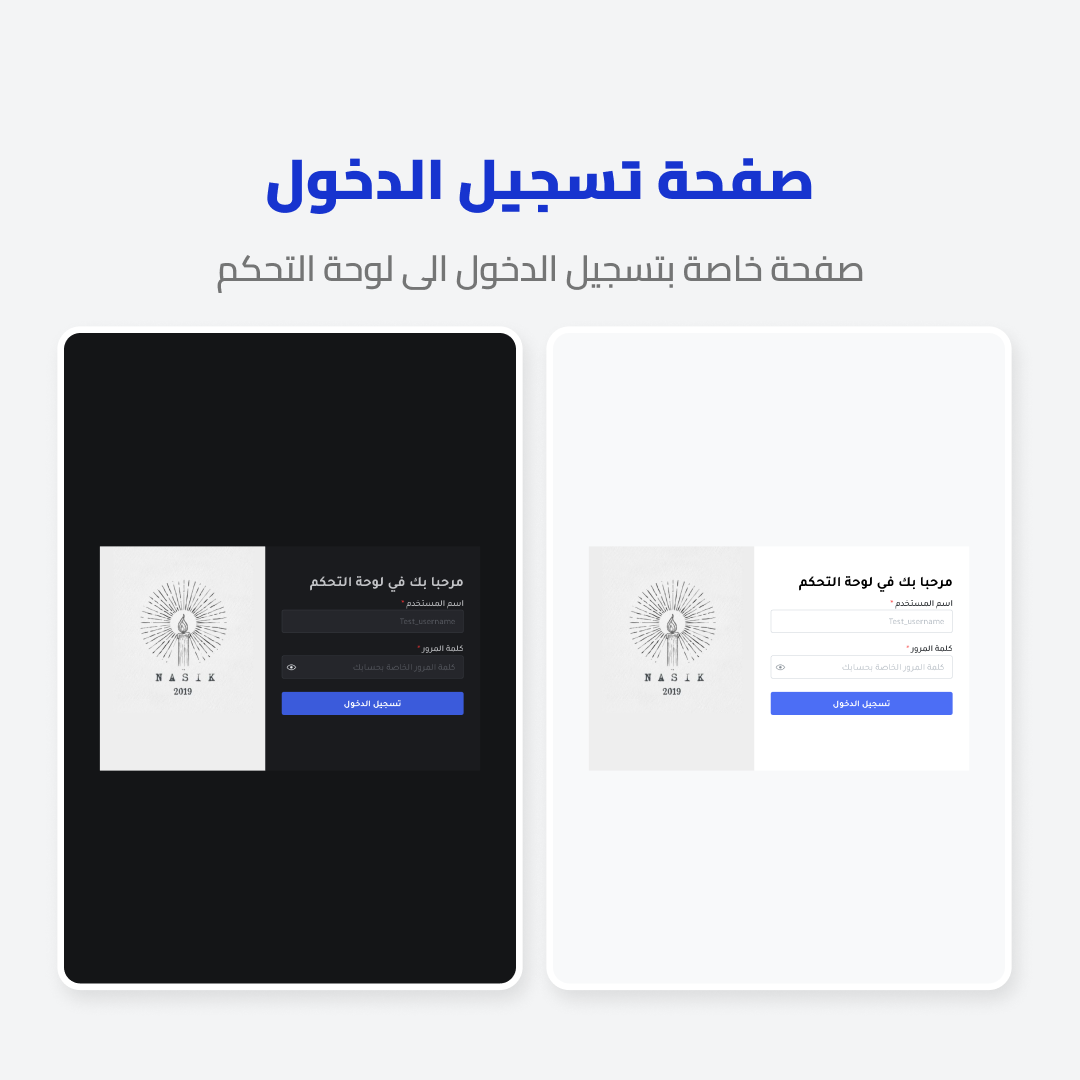 صفحة تسجيل الدخول
صفحة خاصة بتسجيل الدخول الى لوحة التحكم
مرحبا بك في لوحة التحكم
اسم المستخدم *
Test_username
كلمة المرور *
كلمة المرور الخاصة بحسابك
تسجيل الدخول
NASIK
2019
مرحبا بك في لوحة التحكم
اسم المستخدم *
Test_username
كلمة المرور *
كلمة المرور الخاصة بحسابك
تسجيل الدخول
NASIK
2019